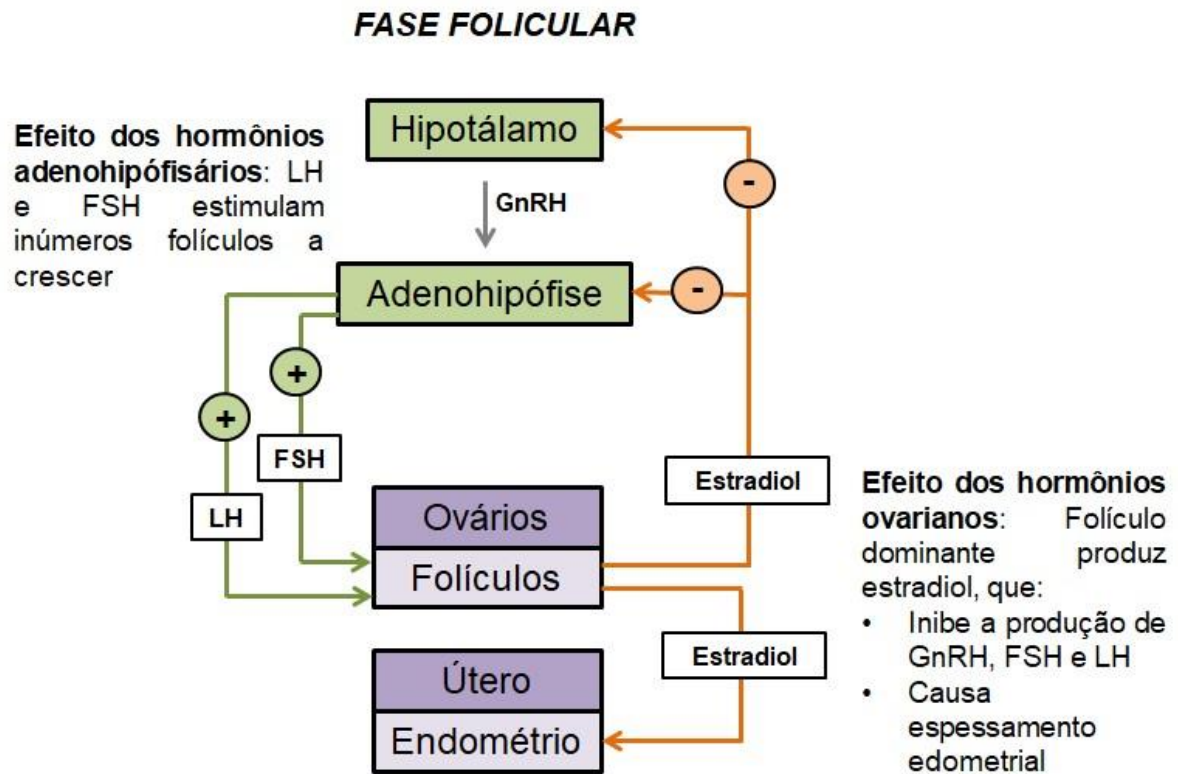 FASE FOLICULAR
Efeito dos hormônios
adenohipófisários: LH
e FSH estimulam
inúmeros folículos a
crescer
Hipotálamo
-
GnRH
Adenohipófise
-
+
+
FSH
LH
Estradiol
Ovários
Folículos
Estradiol
Útero
Endométrio
Efeito dos hormônios
ovarianos: Folículo
dominante produz
estradiol, que:
• Inibe a produção de
GnRH, FSH e LH
• Causa
espessamento
edometrial